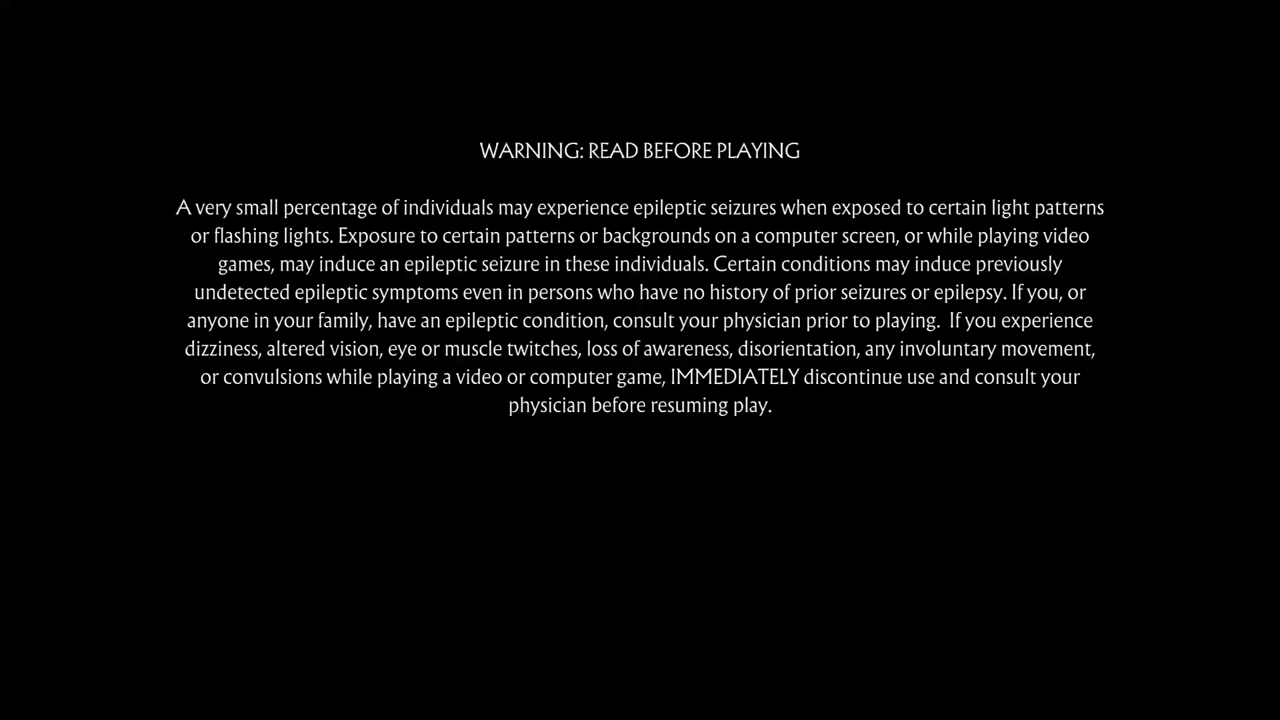 WARNING: READ BEFORE PLAYING
A very small percentage of individuals may experience epileptic seizures when exposed to certain light patterns
or flashing lights. Exposure to certain patterns or backgrounds on a computer screen, or while playing video
games, may induce an epileptic seizure in these individuals. Certain conditions may induce previously
undetected epileptic symptoms even in persons who have no history of prior seizures or epilepsy. If you, or
anyone in your family, have an epileptic condition, consult your physician prior to playing.  If you experience
dizziness, altered vision, eye or muscle twitches, loss of awareness, disorientation, any involuntary movement,
or convulsions while playing a video or computer game, IMMEDIATELY discontinue use and consult your
physician before resuming play.